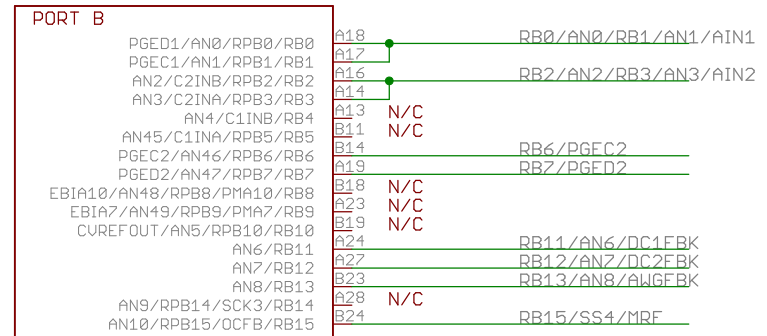 PORT B
PGED1/AN0/RPB0/RB0 A18 RB0/AN0/RB1/AN1/AIN1
PGEC1/AN1/RPB1/RB1 A17
AN2/C2INB/RPB2/RB2 A16 RB2/AN2/RB3/AN3/AIN2
AN3/C2INA/RPB3/RB3 A14
AN4/C1INB/RB4 A13 N/C
AN45/C1INA/RPB5/RB5 B11 N/C
PGEC2/AN46/RPB6/RB6 B14 RB6/PGEC2
PGED2/AN47/RPB7/RB7 A19 RB7/PGED2
EBIA10/AN48/RPB8/PMA10/RB8 B18 N/C
EBIA7/AN49/RPB9/PMA7/RB9 A23 N/C
CVREFOUT/AN5/RPB10/RB10 B19 N/C
AN6/RB11 A24 RB11/AN6/DC1FBK
AN7/RB12 A27 RB12/AN7/DC2FBK
AN8/RB13 B23 RB13/AN8/AWGFBK
AN9/RPB14/SCK3/RB14 A28 N/C
AN10/RPB15/OCFB/RB15 B24 RB15/SS4/MRF